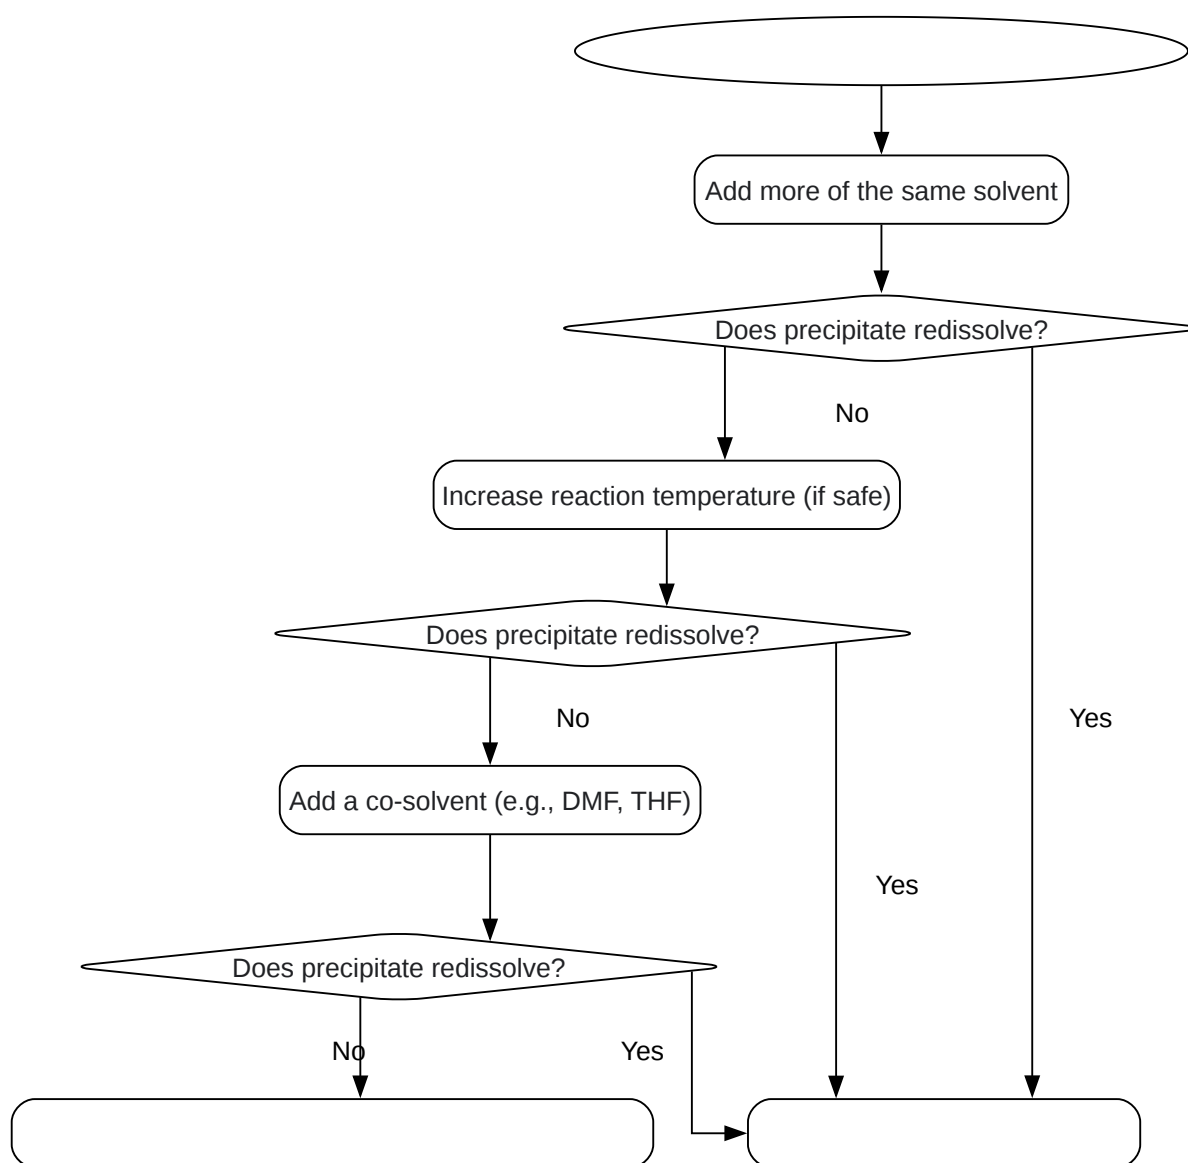 Add more of the same solvent
Does precipitate redissolve?
No
Increase reaction temperature (if safe)
Does precipitate redissolve?
No
Yes
Add a co-solvent (e.g., DMF, THF)
Yes
Does precipitate redissolve?
No
Yes